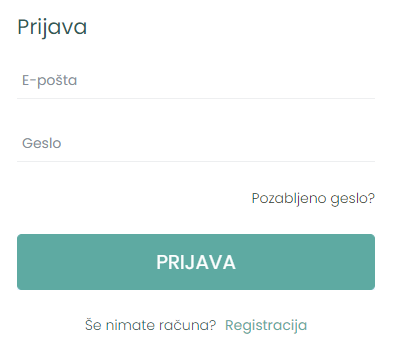 Prijava
E-pošta
Geslo
Pozabljeno geslo?
PRIJAVA
Še nimate računa? Registracija